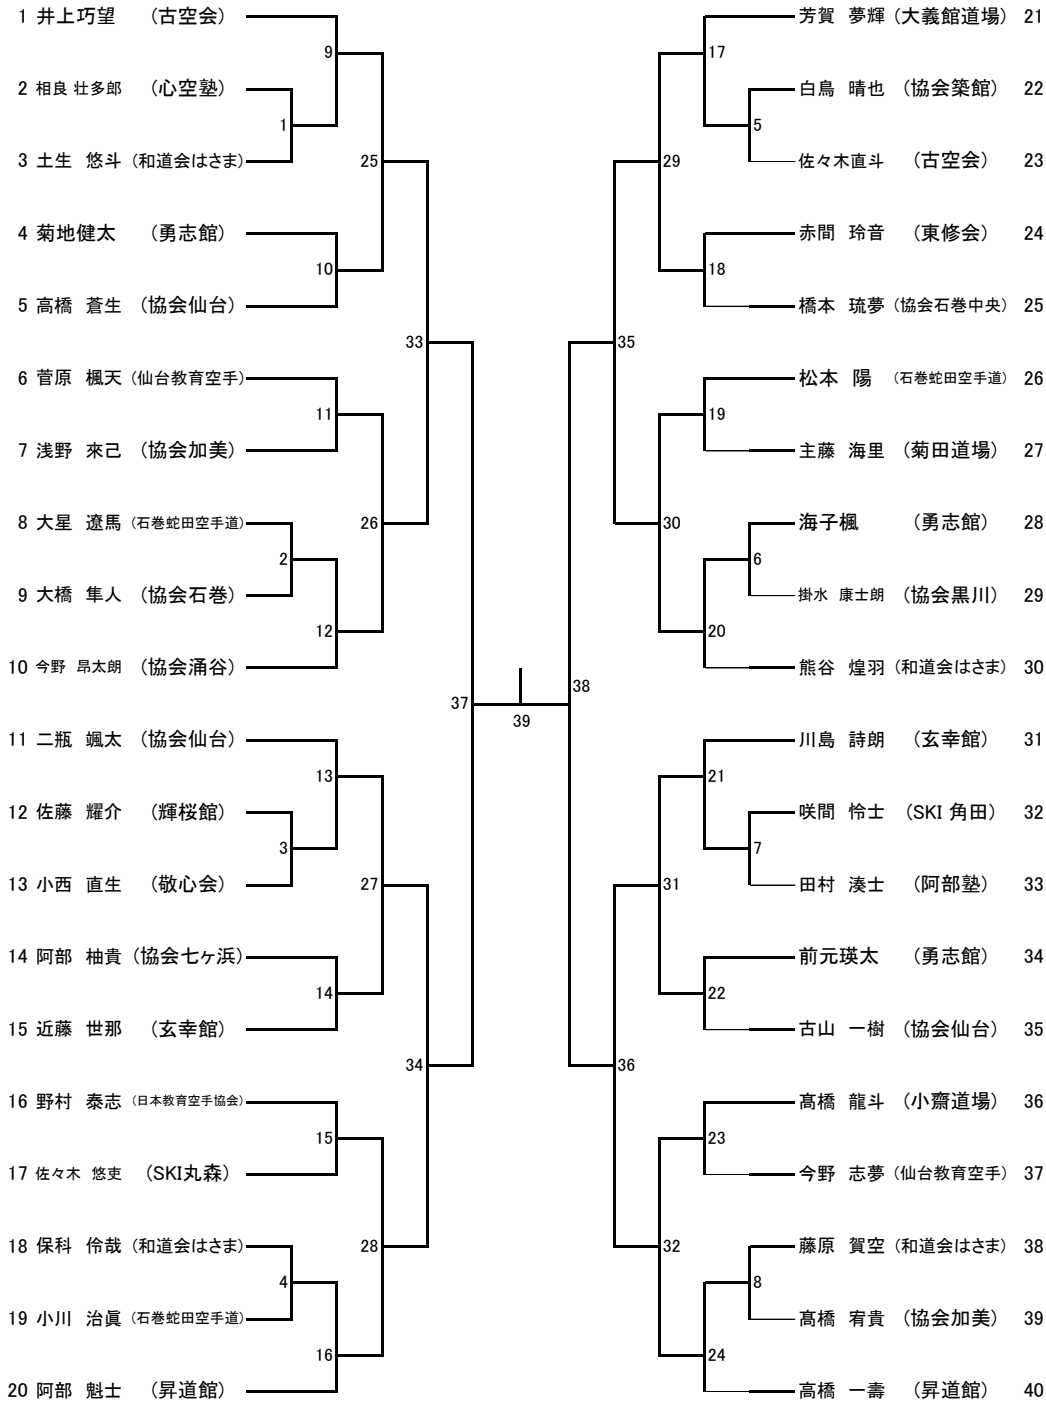 1 井上巧望 （古空会）
2 相良 壮多郎 （心空塾）
3 土生 悠斗 （和道会はさま）
4 菊地健太 （勇志館）
5 高橋 蒼生 （協会仙台）
6 菅原 楓天 （仙台教育空手）
7 浅野 來己 （協会加美）
8 大星 遼馬 （石巻蛇田空手道）
9 大橋 隼人 （協会石巻）
10 今野 昂太朗 （協会涌谷）
11 二瓶 颯太 （協会仙台）
12 佐藤 耀介 （輝桜館）
13 小西 直生 （敬心会）
14 阿部 柚貴 （協会七ヶ浜）
15 近藤 世那 （玄幸館）
16 野村 泰志 （日本教育空手協会）
17 佐々木 悠吏 （SKI丸森）
18 保科 伶哉 （和道会はさま）
19 小川 治眞 （石巻蛇田空手道）
20 阿部 魁士 （昇道館）
1
2
3
4
9
10
11
12
13
14
15
16
25
26
27
28
33
34
37
39
38
35
36
29
30
31
32
17
18
19
20
21
22
23
24
5
6
7
8
芳賀 夢輝 （大義館道場） 21
白鳥 晴也 （協会築館） 22
佐々木直斗 （古空会） 23
赤間 玲音 （東修会） 24
橋本 琉夢 （協会石巻中央） 25
松本 陽 （石巻蛇田空手道） 26
主藤 海里 （菊田道場） 27
海子楓 （勇志館） 28
掛水 康士朗 （協会黒川） 29
熊谷 煌羽 （和道会はさま） 30
川島 詩朗 （玄幸館） 31
咲間 怜士 （SKI 角田） 32
田村 湊士 （阿部塾） 33
前元瑛太 （勇志館） 34
古山 一樹 （協会仙台） 35
髙橋 龍斗 （小齋道場） 36
今野 志夢 （仙台教育空手） 37
藤原 賀空 （和道会はさま） 38
髙橋 宥貴 （協会加美） 39
高橋 一壽 （昇道館） 40